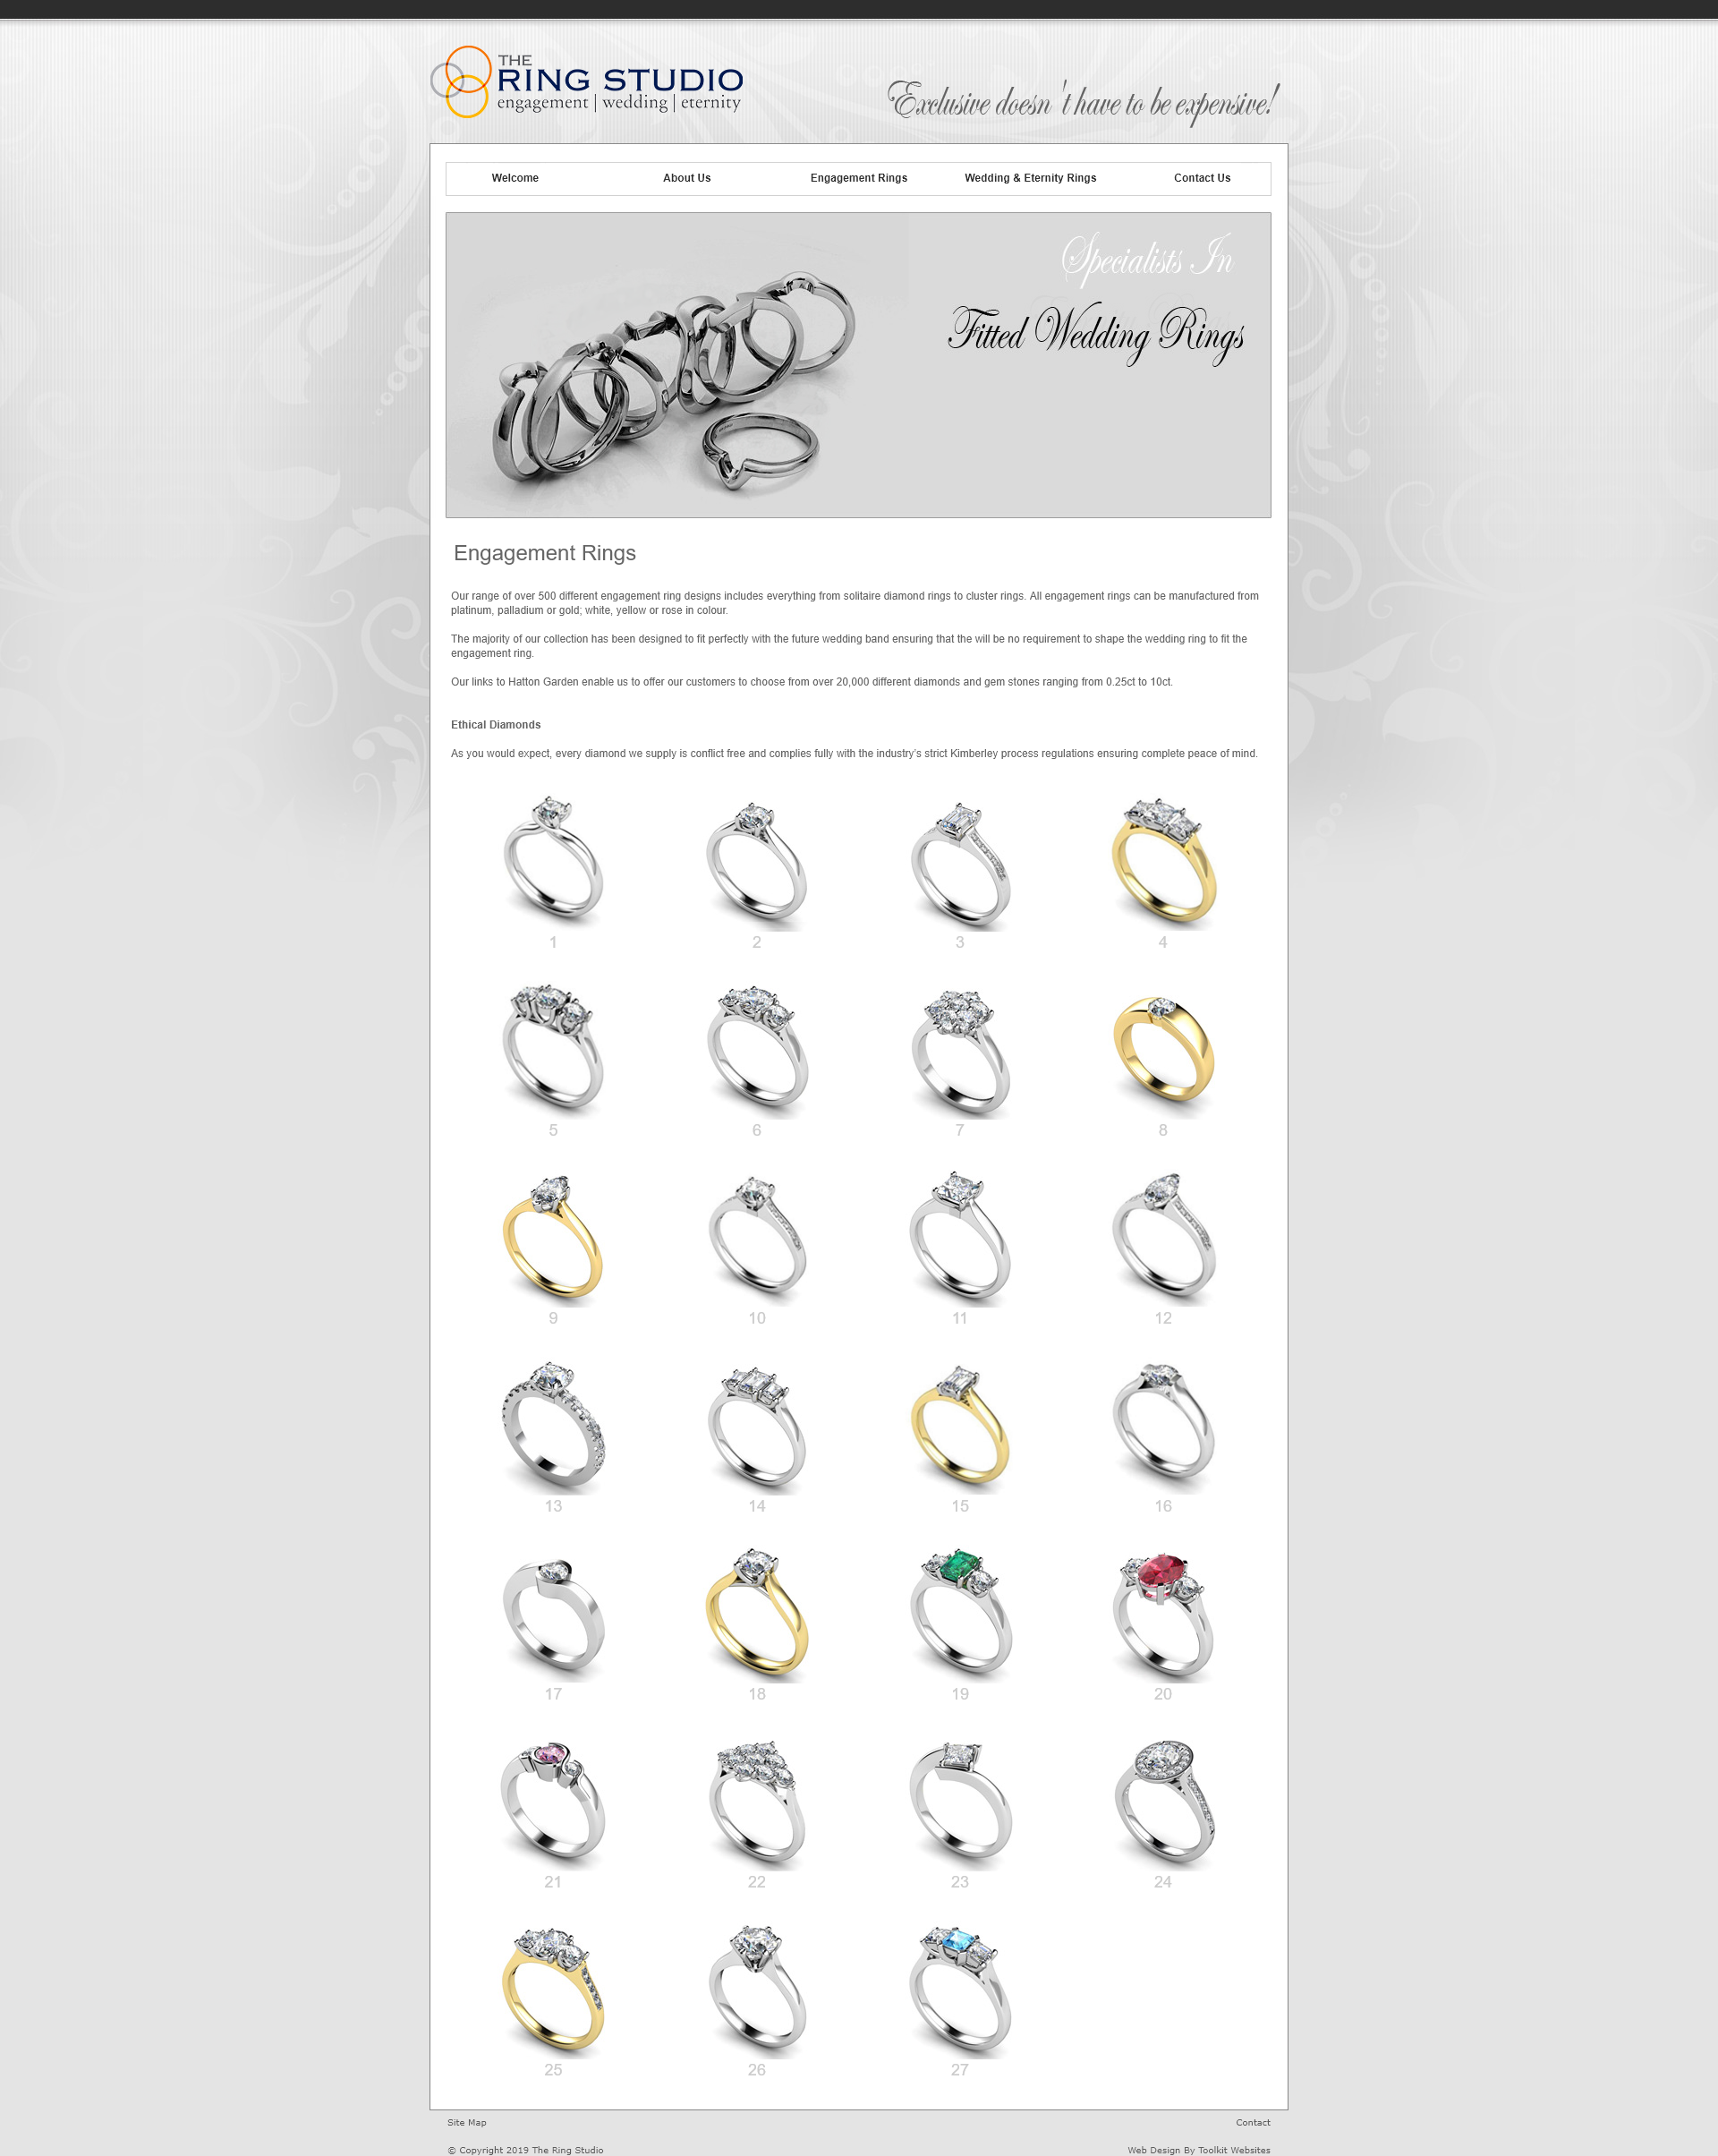 THE
RING STUDIO
engagement | wedding | eternity
Exclusive doesn't have to be expensive!
Welcome About Us Engagement Rings Wedding & Eternity Rings Contact Us
Specialists In
Fitted Wedding Rings
Engagement Rings
Our range of over 500 different engagement ring designs includes everything from solitaire diamond rings to cluster rings. All engagement rings can be manufactured from
platinum, palladium or gold; white, yellow or rose in colour.
The majority of our collection has been designed to fit perfectly with the future wedding band ensuring that the will be no requirement to shape the wedding ring to fit the
engagement ring.
Our links to Hatton Garden enable us to offer our customers to choose from over 20,000 different diamonds and gem stones ranging from 0.25ct to 10ct.
Ethical Diamonds
As you would expect, every diamond we supply is conflict free and complies fully with the industry's strict Kimberley process regulations ensuring complete peace of mind.
1 2 3 4
5 6 7 8
9 10 11 12
13 14 15 16
17 18 19 20
21 22 23 24
25 26 27
Site Map Contact
© Copyright 2019 The Ring Studio Web Design By Toolkit Websites